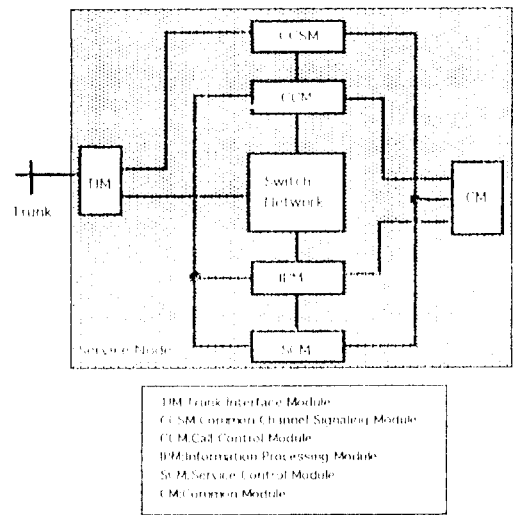 CCSM
CCM
TIM
Trunk
Switch
Network
CM
IPM
SCM
Service Node
TIM:Trunk Interface Module
CCSM:Common Channel Signaling Module
CCM:Call Control Module
IPM:Information Processing Module
SCM:Service Control Module
CM:Common Module